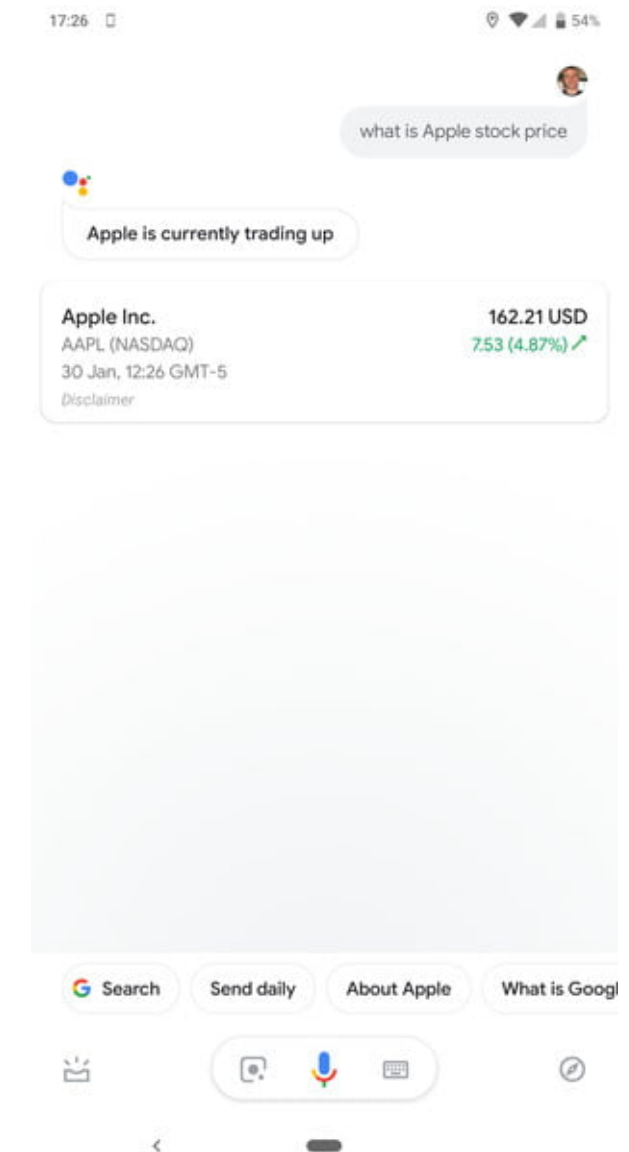 17:26
54%
what is Apple stock price
Apple is currently trading up
Apple Inc.
162.21 USD
AAPL (NASDAQ)
7.53 (4.87%)
30 Jan, 12:26 GMT-5
Disclaimer
G Search
Send daily
About Apple
What is Googl